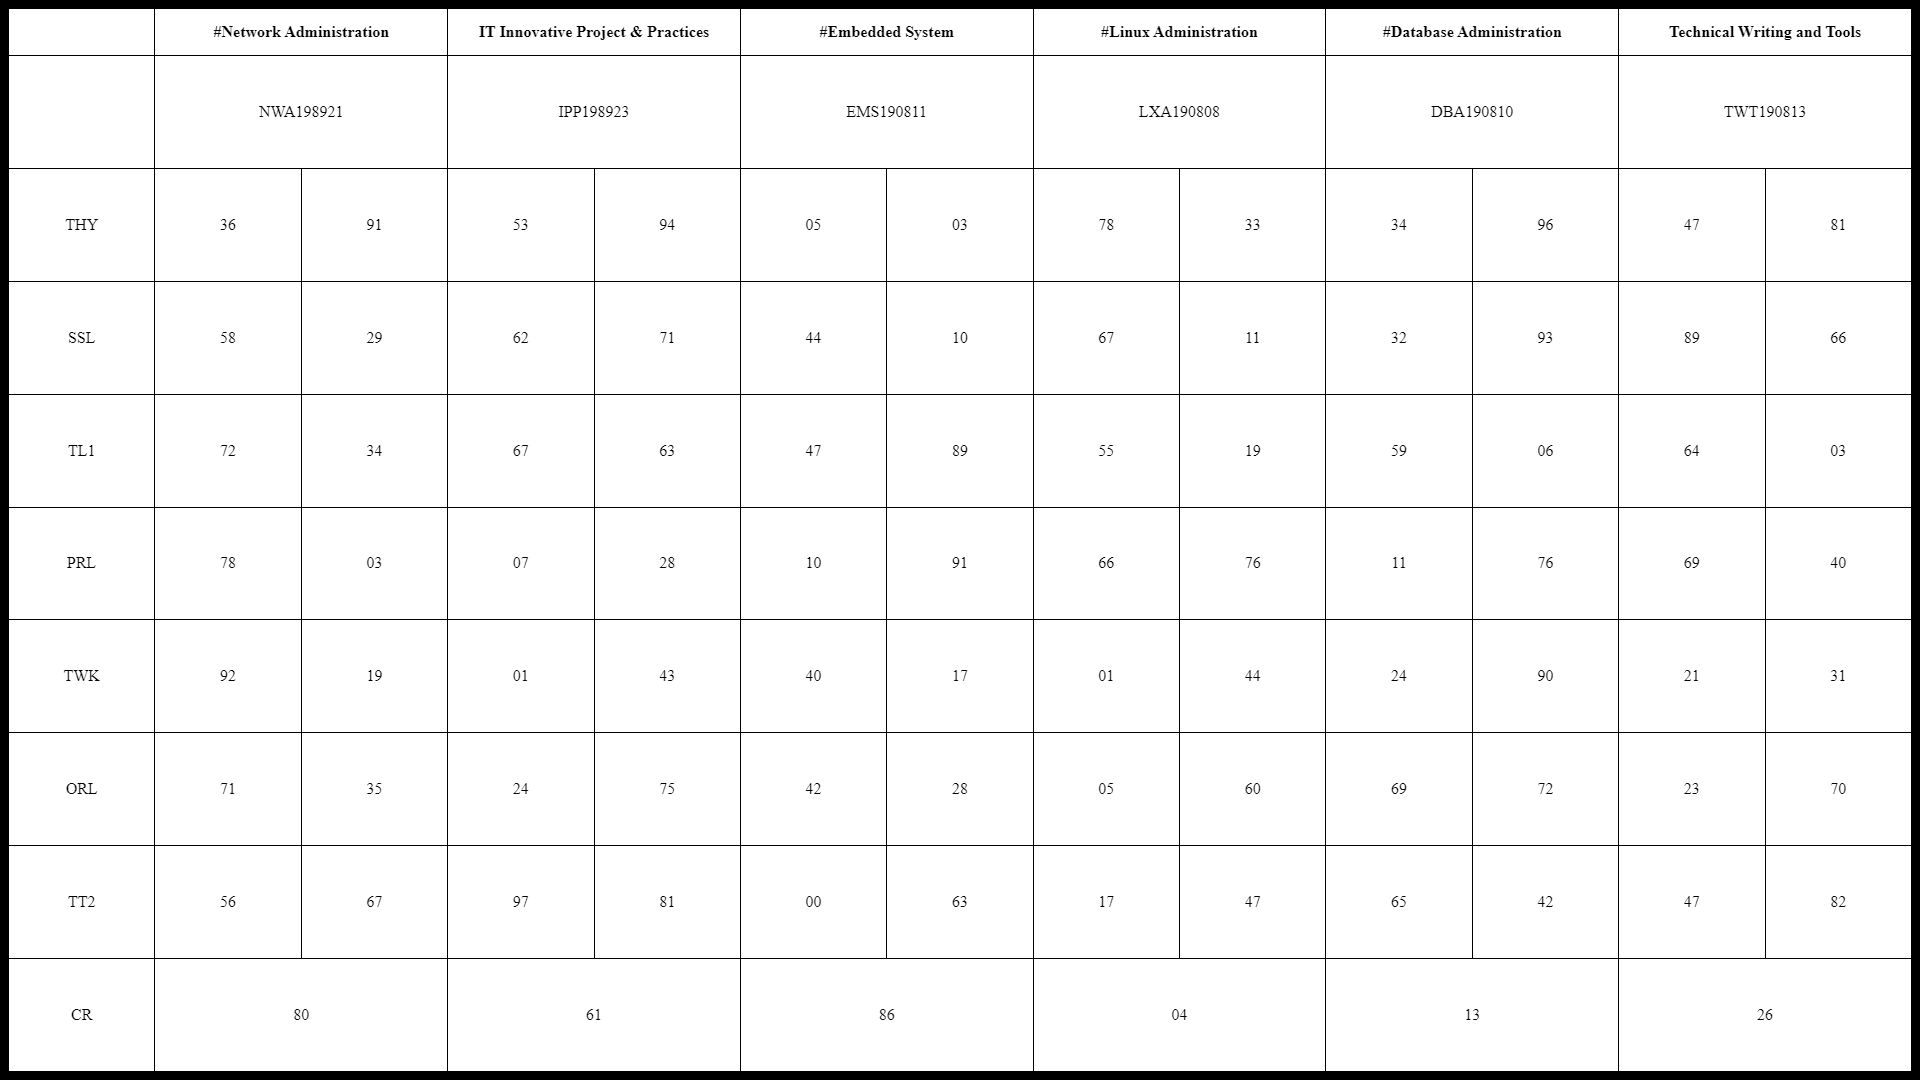 #Network Administration IT Innovative Project & Practices #Embedded System #Linux Administration #Database Administration Technical Writing and Tools
NWA198921 IPP198923 EMS190811 LXA190808 DBA190810 TWT190813
THY 36 91 53 94 05 03 78 33 34 96 47 81
SSL 58 29 62 71 44 10 67 11 32 93 89 66
TL1 72 34 67 63 47 89 55 19 59 06 64 03
PRL 78 03 07 28 10 91 66 76 11 76 69 40
TWK 92 19 01 43 40 17 01 44 24 90 21 31
ORL 71 35 24 75 42 28 05 60 69 72 23 70
TT2 56 67 97 81 00 63 17 47 65 42 47 82
CR 80 61 86 04 13 26